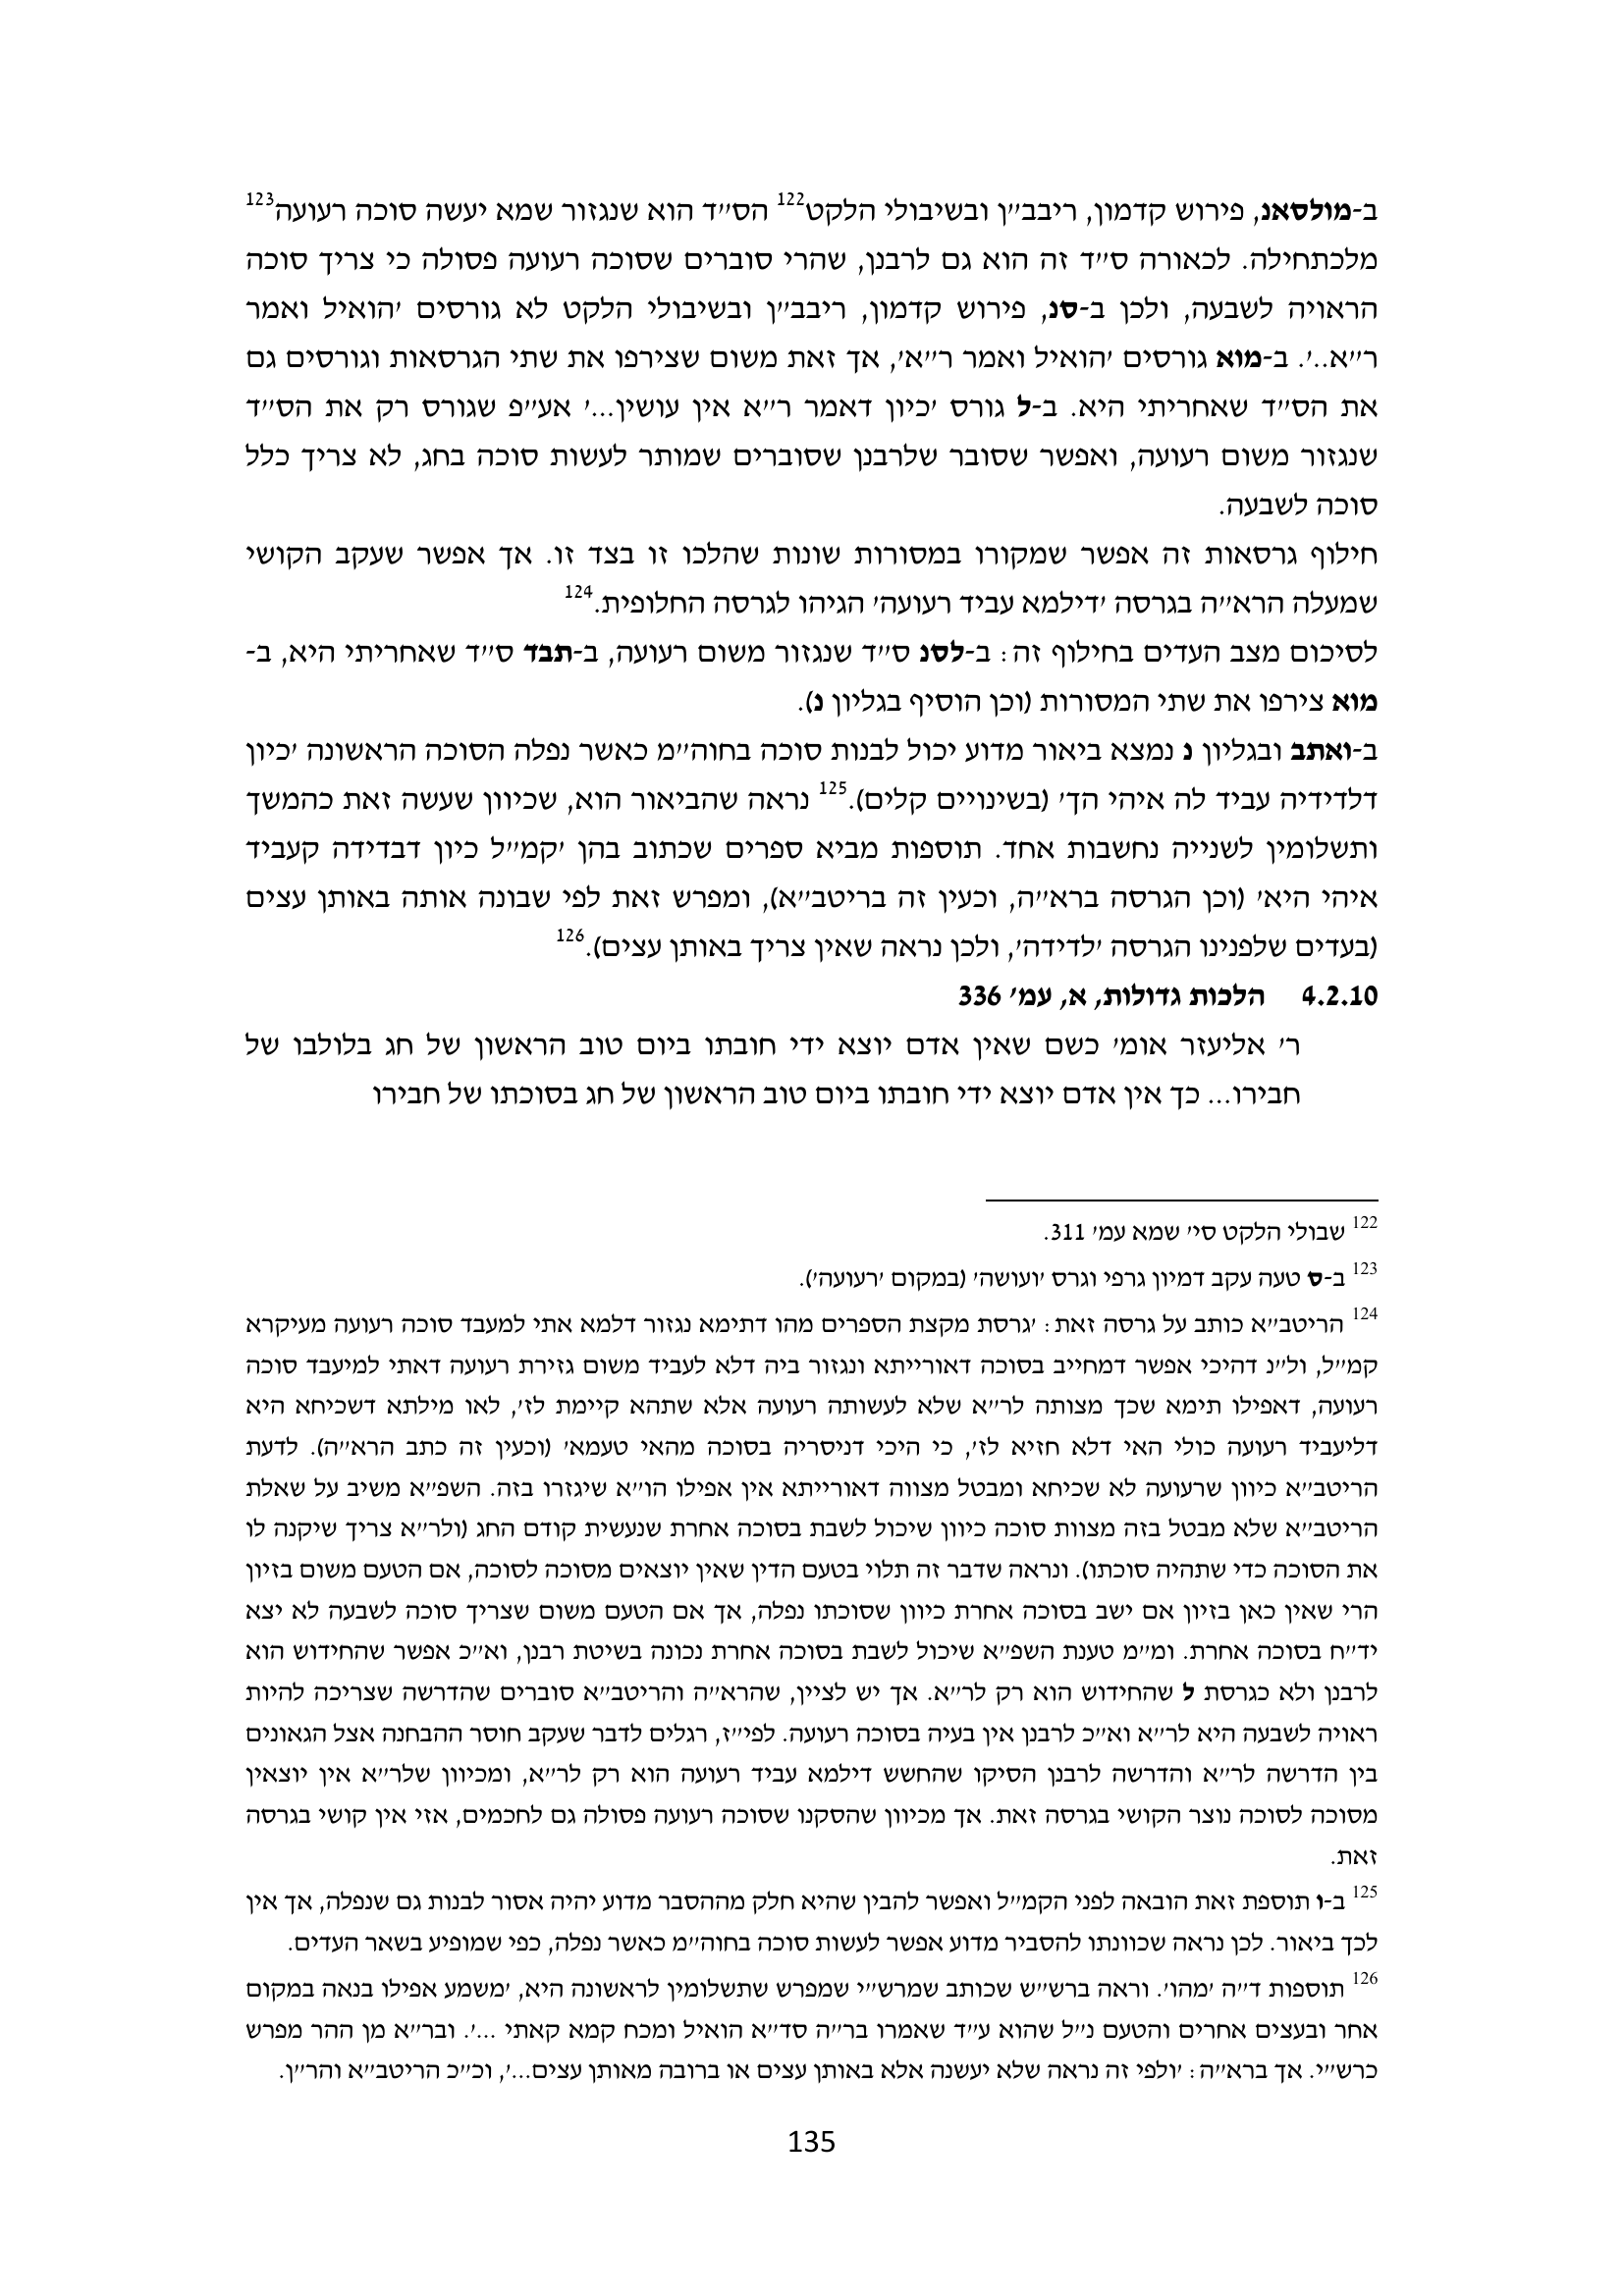 ב-מולסאנ, פירוש קדמון, ריבב״ן ובשיבולי הלקט122 הס״ד הוא שנגזור שמא יעשה סוכה רעועה123
מלכתחילה. לכאורה ס״ד זה הוא גם לרבנן, שהרי סוברים שסוכה רעועה פסולה כי צריך סוכה
הראויה לשבעה, ולכן ב-סנ, פירוש קדמון, ריבב״ן ובשיבולי הלקט לא גורסים ׳הואיל ואמר
ר״א..׳. ב-מוא גורסים ׳הואיל ואמר ר״א׳, אך זאת משום שצירפו את שתי הגרסאות וגורסים גם
את הס״ד שאחריתי היא. ב-ל גורס ׳כיון דאמר ר״א אין עושין...׳ אע״פ שגורס רק את הס״ד
שנגזור משום רעועה, ואפשר שסובר שלרבנן שסוברים שמותר לעשות סוכה בחג, לא צריך כלל
סוכה לשבעה.
חילוף גרסאות זה אפשר שמקורו במסורות שונות שהלכו זו בצד זו. אך אפשר שעקב הקושי
שמעלה הרא״ה בגרסה ׳דילמא עביד רעועה׳ הגיהו לגרסה החלופית.124
לסיכום מצב העדים בחילוף זה: ב-לסנ ס״ד שנגזור משום רעועה, ב-תבד ס״ד שאחריתי היא, ב-
מוא צירפו את שתי המסורות (וכן הוסיף בגליון נ).
ב-ואתב ובגליון נ נמצא ביאור מדוע יכול לבנות סוכה בחוה״מ כאשר נפלה הסוכה הראשונה ׳כיון
דלדידיה עביד לה איהי הך׳ (בשינויים קלים).125 נראה שהביאור הוא, שכיוון שעשה זאת כהמשך
ותשלומין לשנייה נחשבות אחד. תוספות מביא ספרים שכתוב בהן ׳קמ״ל כיון דבדידה קעביד
איהי היא׳ (וכן הגרסה ברא״ה, וכעין זה בריטב״א), ומפרש זאת לפי שבונה אותה באותן עצים
(בעדים שלפנינו הגרסה ׳לדידה׳, ולכן נראה שאין צריך באותן עצים).126
4.2.10 הלכות גדולות, א, עמ׳ 336
ר׳ אליעזר אומ׳ כשם שאין אדם יוצא ידי חובתו ביום טוב הראשון של חג בלולבו של
חבירו... כך אין אדם יוצא ידי חובתו ביום טוב הראשון של חג בסוכתו של חבירו
122 שבולי הלקט סי׳ שמא עמ׳ 311.
123 ב-ס טעה עקב דמיון גרפי וגרס ׳ועושה׳ (במקום ׳רעועה׳).
124 הריטב״א כותב על גרסה זאת: ׳גרסת מקצת הספרים מהו דתימא נגזור דלמא אתי למעבד סוכה רעועה מעיקרא
קמ״ל, ול״נ דהיכי אפשר דמחייב בסוכה דאורייתא ונגזור ביה דלא לעביד משום גזירת רעועה דאתי למיעבד סוכה
רעועה, דאפילו תימא שכך מצותה לר״א שלא לעשותה רעועה אלא שתהא קיימת לז׳, לאו מילתא דשכיחא היא
דליעביד רעועה כולי האי דלא חזיא לז׳, כי היכי דניסריה בסוכה מהאי טעמא׳ (וכעין זה כתב הרא״ה). לדעת
הריטב״א כיוון שרעועה לא שכיחא ומבטל מצווה דאורייתא אין אפילו הו״א שיגזרו בזה. השפ״א משיב על שאלת
הריטב״א שלא מבטל בזה מצוות סוכה כיוון שיכול לשבת בסוכה אחרת שנעשית קודם החג (ולר״א צריך שיקנה לו
את הסוכה כדי שתהיה סוכתו). ונראה שדבר זה תלוי בטעם הדין שאין יוצאים מסוכה לסוכה, אם הטעם משום בזיון
הרי שאין כאן בזיון אם ישב בסוכה אחרת כיוון שסוכתו נפלה, אך אם הטעם משום שצריך סוכה לשבעה לא יצא
יד״ח בסוכה אחרת. ומ״מ טענת השפ״א שיכול לשבת בסוכה אחרת נכונה בשיטת רבנן, וא״כ אפשר שהחידוש הוא
לרבנן ולא כגרסת ל שהחידוש הוא רק לר״א. אך יש לציין, שהרא״ה והריטב״א סוברים שהדרשה שצריכה להיות
ראויה לשבעה היא לר״א וא״כ לרבנן אין בעיה בסוכה רעועה. לפי״ז, רגלים לדבר שעקב חוסר ההבחנה אצל הגאונים
בין הדרשה לר״א והדרשה לרבנן הסיקו שהחשש דילמא עביד רעועה הוא רק לר״א, ומכיוון שלר״א אין יוצאין
מסוכה לסוכה נוצר הקושי בגרסה זאת. אך מכיוון שהסקנו שסוכה רעועה פסולה גם לחכמים, אזי אין קושי בגרסה
זאת.
125 ב-ו תוספת זאת הובאה לפני הקמ״ל ואפשר להבין שהיא חלק מההסבר מדוע יהיה אסור לבנות גם שנפלה, אך אין
לכך ביאור. לכן נראה שכוונתו להסביר מדוע אפשר לעשות סוכה בחוה״מ כאשר נפלה, כפי שמופיע בשאר העדים.
126 תוספות ד״ה ׳מהו׳. וראה ברש״ש שכותב שמרש״י שמפרש שתשלומין לראשונה היא, ׳משמע אפילו בנאה במקום
אחר ובעצים אחרים והטעם נ״ל שהוא ע״ד שאמרו בר״ה סד״א הואיל ומכח קמא קאתי ...׳. ובר״א מן ההר מפרש
כרש״י. אך ברא״ה: ׳ולפי זה נראה שלא יעשנה אלא באותן עצים או ברובה מאותן עצים...׳, וכ״כ הריטב״א והר״ן.
135